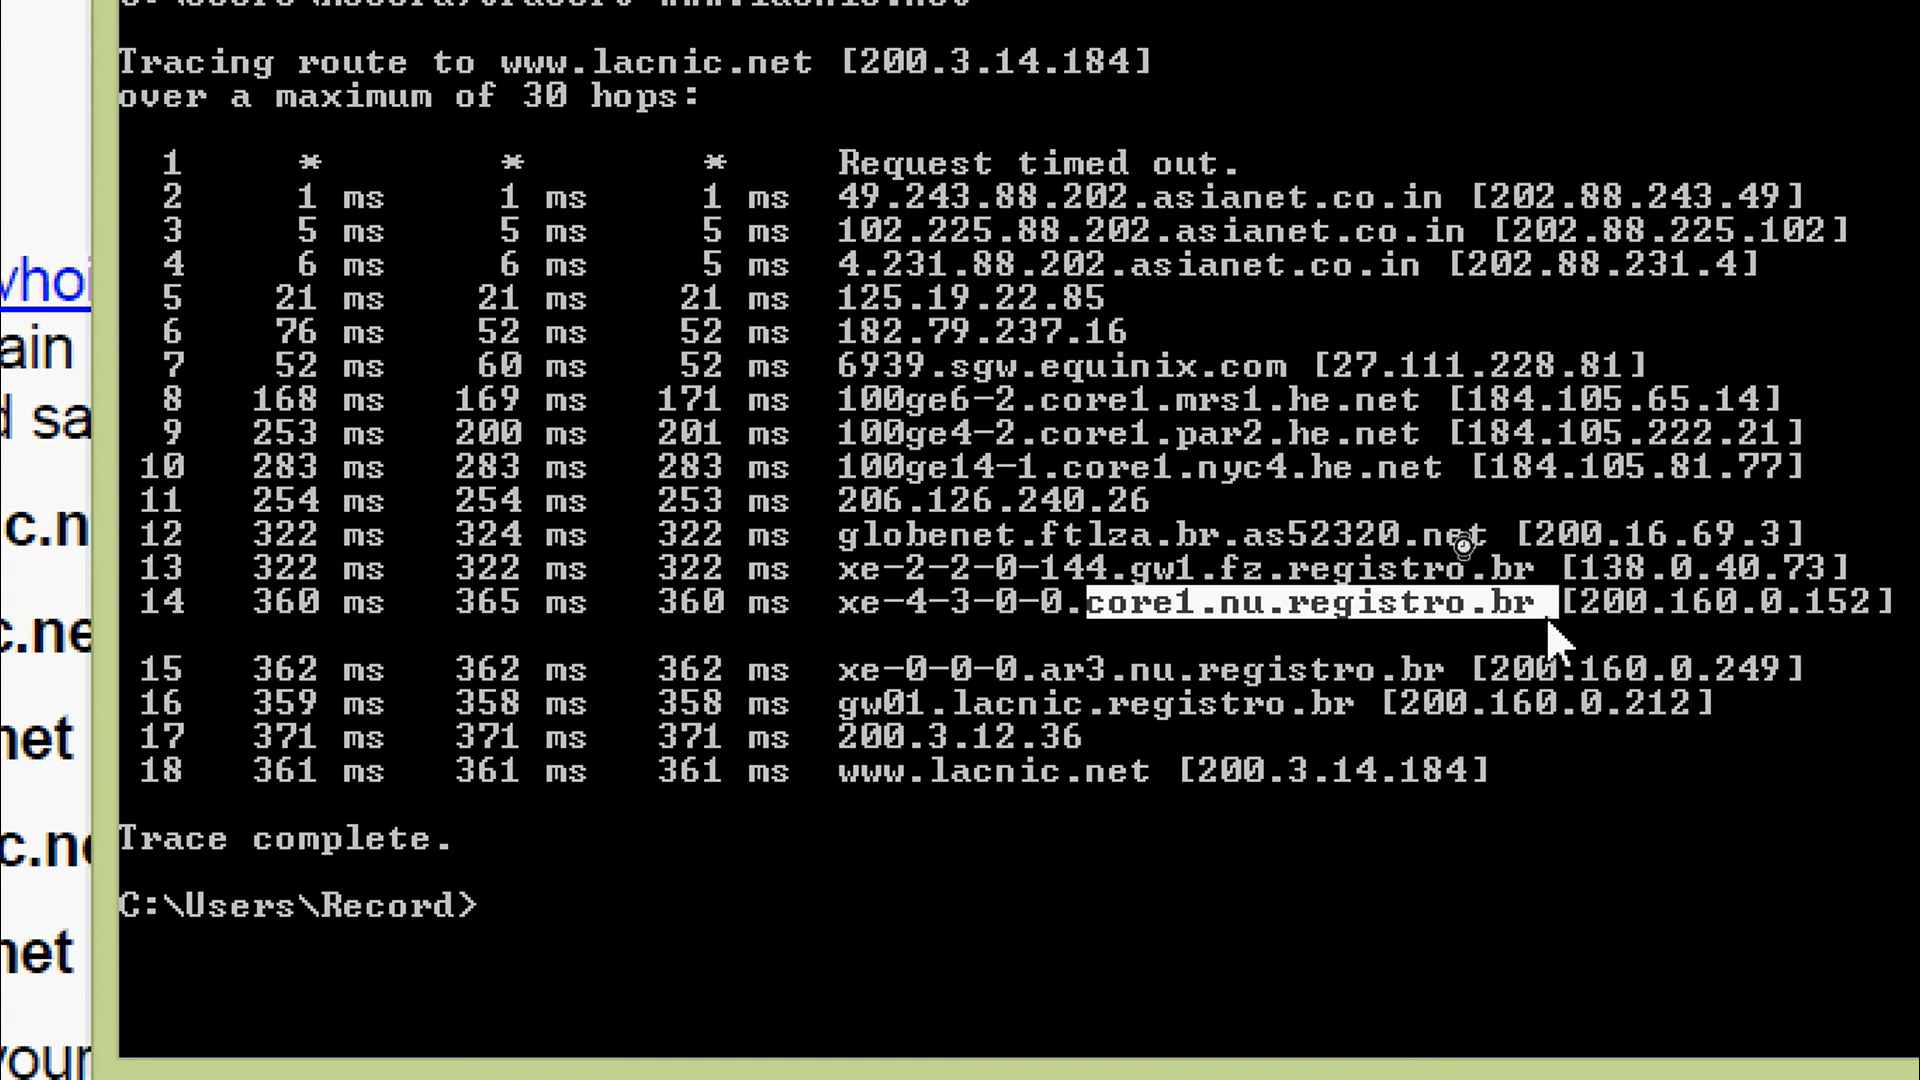 Tracing route to www.lacnic.net [200.3.14.184]
over a maximum of 30 hops:
1 * * * Request timed out.
2 1 ms 1 ms 1 ms 49.243.88.202.asianet.co.in [202.88.243.49]
3 5 ms 5 ms 5 ms 102.225.88.202.asianet.co.in [202.88.225.102]
4 6 ms 6 ms 5 ms 4.231.88.202.asianet.co.in [202.88.231.4]
5 21 ms 21 ms 21 ms 125.19.22.85
6 76 ms 52 ms 52 ms 182.79.237.16
7 52 ms 60 ms 52 ms 6939.sgw.equinix.com [27.111.228.81]
8 168 ms 169 ms 171 ms 100ge6-2.core1.mrs1.he.net [184.105.65.14]
9 253 ms 200 ms 201 ms 100ge4-2.core1.par2.he.net [184.105.222.21]
10 283 ms 283 ms 283 ms 100ge14-1.core1.nyc4.he.net [184.105.81.77]
11 254 ms 254 ms 253 ms 206.126.240.26
12 322 ms 324 ms 322 ms globenet.ftlza.br.as52320.net [200.16.69.3]
13 322 ms 322 ms 322 ms xe-2-2-0-144.gw1.fz.registro.br [138.0.40.73]
14 360 ms 365 ms 360 ms xe-4-3-0-0.core1.nu.registro.br [200.160.0.152]
15 362 ms 362 ms 362 ms xe-0-0-0.ar3.nu.registro.br [200.160.0.249]
16 359 ms 358 ms 358 ms gw01.lacnic.registro.br [200.160.0.212]
17 371 ms 371 ms 371 ms 200.3.12.36
18 361 ms 361 ms 361 ms www.lacnic.net [200.3.14.184]
Trace complete.
C:\Users\Record>